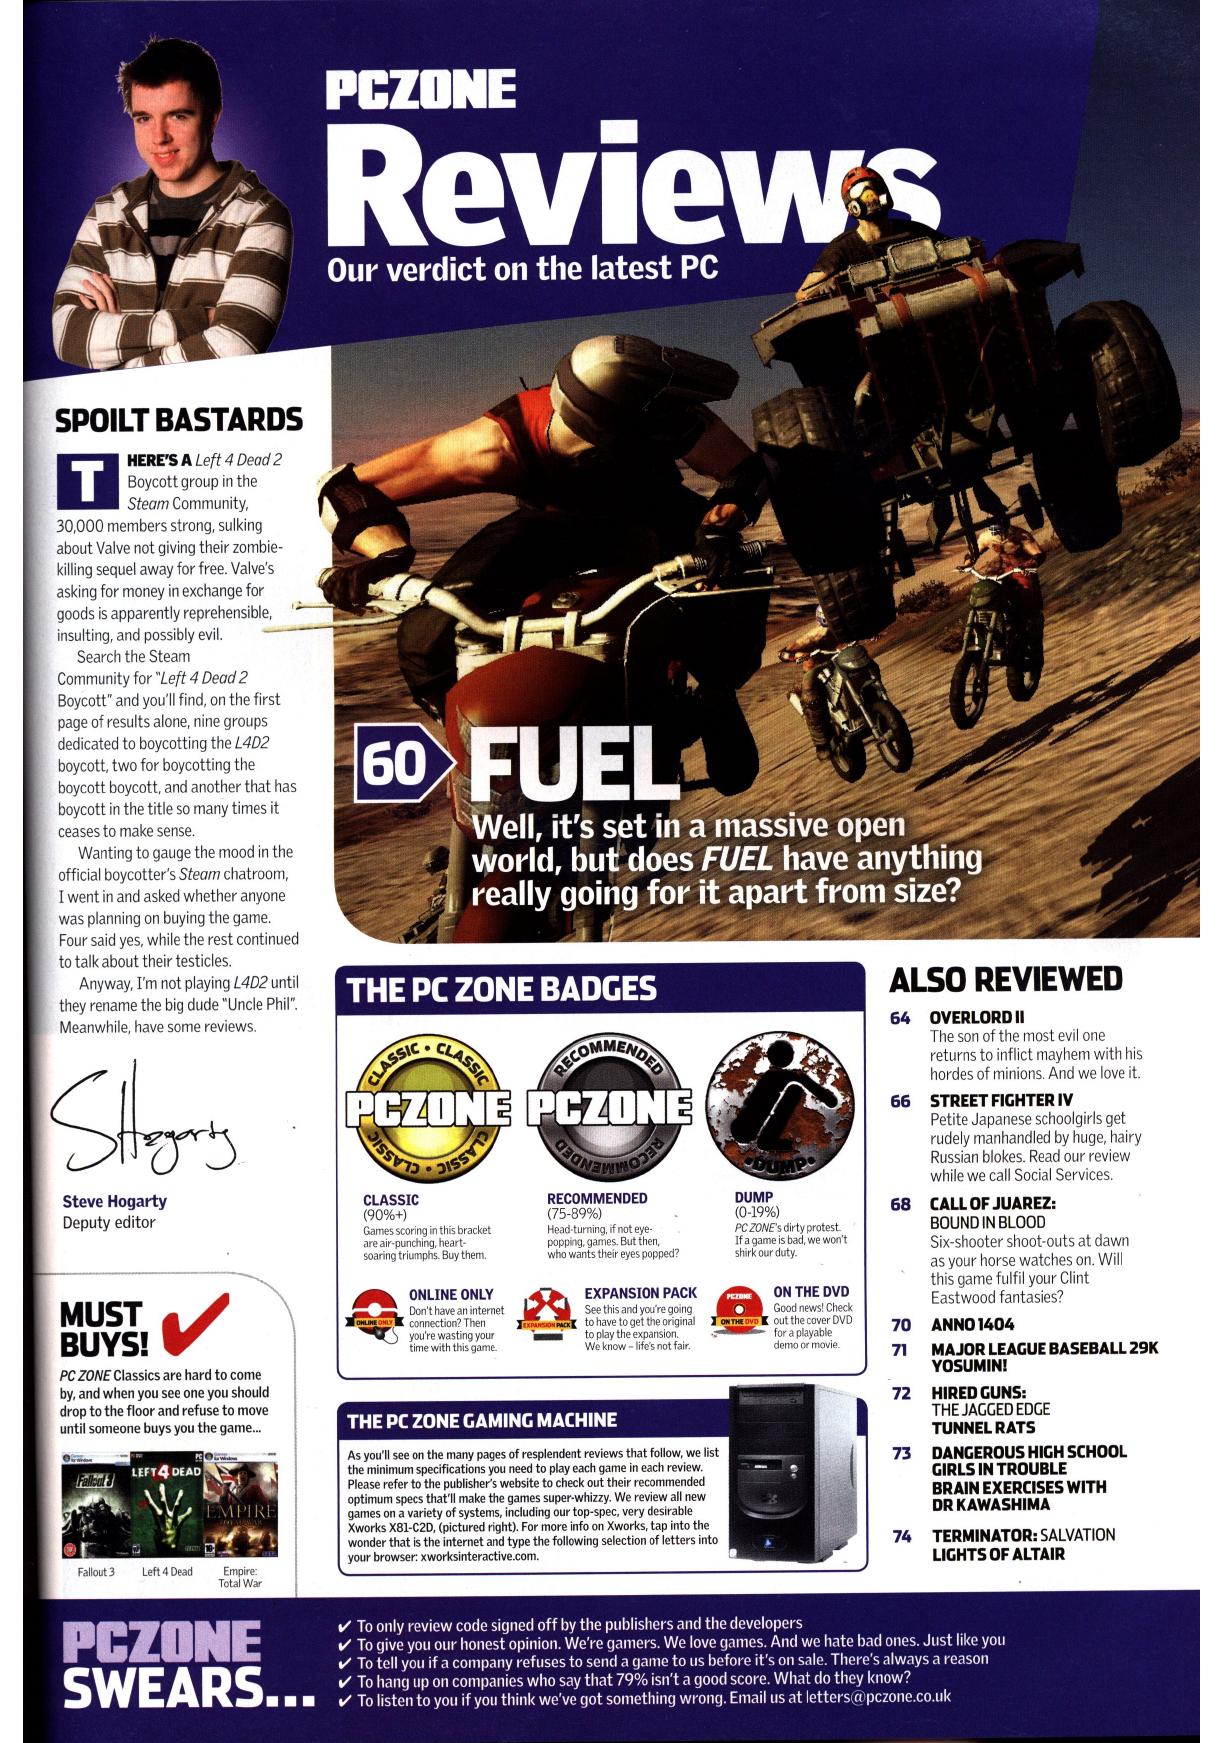 PCZONE
Reviews
Our verdict on the latest PC
SPOILT BASTARDS
THERE'S A Left 4 Dead 2
Boycott group in the
Steam Community,
30,000 members strong, sulking
about Valve not giving their zombie-
killing sequel away for free. Valve's
asking for money in exchange for
goods is apparently reprehensible,
insulting, and possibly evil.
Search the Steam
Community for "Left 4 Dead 2
Boycott" and you'll find, on the first
page of results alone, nine groups
dedicated to boycotting the L4D2
boycott, two for boycotting the
boycott boycott, and another that has
boycott in the title so many times it
ceases to make sense.
Wanting to gauge the mood in the
official boycotter's Steam chatroom,
I went in and asked whether anyone
was planning on buying the game.
Four said yes, while the rest continued
to talk about their testicles.
Anyway, I'm not playing L4D2 until
they rename the big dude "Uncle Phil".
Meanwhile, have some reviews.
SHogarty
Steve Hogarty
Deputy editor
MUST
BUYS!
PC ZONE Classics are hard to come
by, and when you see one you should
drop to the floor and refuse to move
until someone buys you the game...
Fallout 3
LEFT 4 DEAD
EMPIRE
Fallout 3
Left 4 Dead
Empire:
Total War
60
FUEL
Well, it's set in a massive open
world, but does FUEL have anything
really going for it apart from size?
THE PC ZONE BADGES
CLASSIC • CLASSIC
PCZONE
CLASSIC • CLASSIC
RECOMMENDED
PCZONE
RECOMMENDED
•DUMP•
CLASSIC
(90%+)
Games scoring in this bracket
are air-punching, heart-
soaring triumphs. Buy them.
RECOMMENDED
(75-89%)
Head-turning, if not eye-
popping, games. But then,
who wants their eyes popped?
DUMP
(0-19%)
PC ZONE's dirty protest.
If a game is bad, we won't
shirk our duty.
ONLINE ONLY
ONLINE ONLY
Don't have an internet
connection? Then
you're wasting your
time with this game.
EXPANSION PACK
EXPANSION PACK
See this and you're going
to have to get the original
to play the expansion.
We know – life's not fair.
PCZONE
ON THE DVD
ON THE DVD
Good news! Check
out the cover DVD
for a playable
demo or movie.
THE PC ZONE GAMING MACHINE
As you'll see on the many pages of resplendent reviews that follow, we list
the minimum specifications you need to play each game in each review.
Please refer to the publisher's website to check out their recommended
optimum specs that'll make the games super-whizzy. We review all new
games on a variety of systems, including our top-spec, very desirable
Xworks X81-C2D, (pictured right). For more info on Xworks, tap into the
wonder that is the internet and type the following selection of letters into
your browser: xworksinteractive.com.
ALSO REVIEWED
64 OVERLORD II
The son of the most evil one
returns to inflict mayhem with his
hordes of minions. And we love it.
66 STREET FIGHTER IV
Petite Japanese schoolgirls get
rudely manhandled by huge, hairy
Russian blokes. Read our review
while we call Social Services.
68 CALL OF JUAREZ:
BOUND IN BLOOD
Six-shooter shoot-outs at dawn
as your horse watches on. Will
this game fulfil your Clint
Eastwood fantasies?
70 ANNO 1404
71 MAJOR LEAGUE BASEBALL 29K
YOSUMIN!
72 HIRED GUNS:
THE JAGGED EDGE
TUNNEL RATS
73 DANGEROUS HIGH SCHOOL
GIRLS IN TROUBLE
BRAIN EXERCISES WITH
DR KAWASHIMA
74 TERMINATOR: SALVATION
LIGHTS OF ALTAIR
PCZONE
SWEARS...
✔ To only review code signed off by the publishers and the developers
✔ To give you our honest opinion. We're gamers. We love games. And we hate bad ones. Just like you
✔ To tell you if a company refuses to send a game to us before it's on sale. There's always a reason
✔ To hang up on companies who say that 79% isn't a good score. What do they know?
✔ To listen to you if you think we've got something wrong. Email us at letters@pczone.co.uk